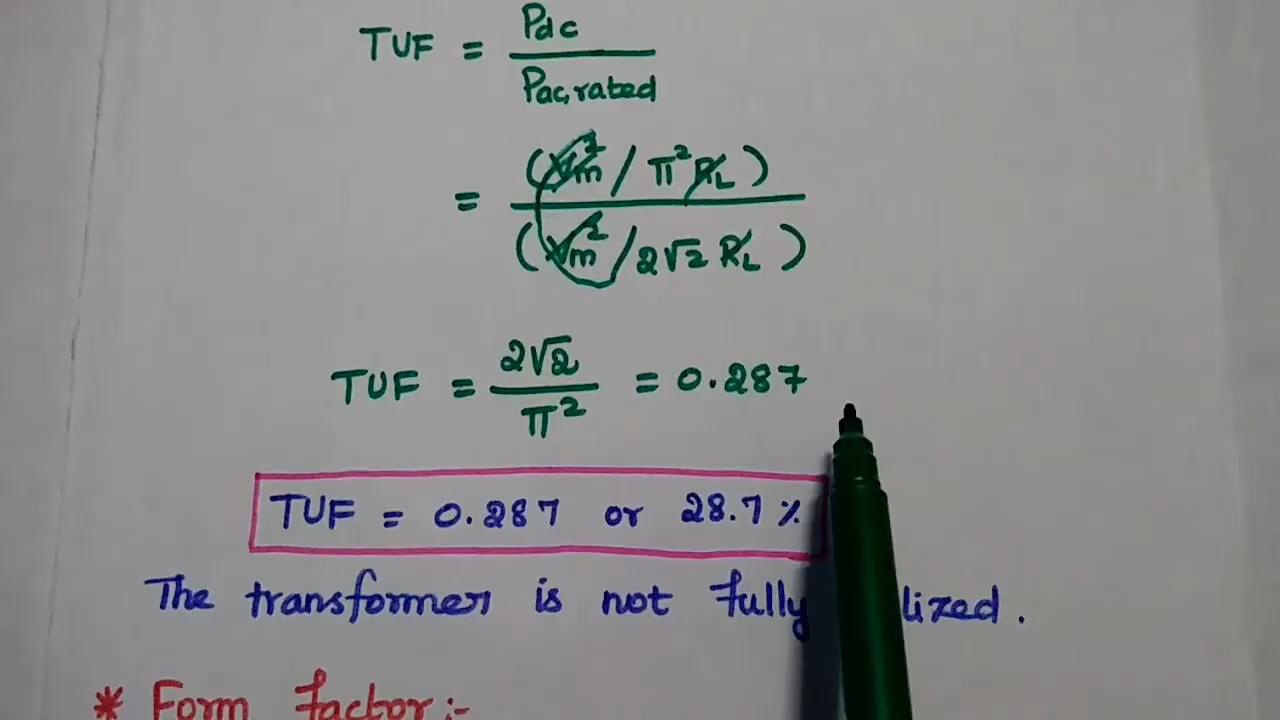 TUF = Pdc / Pac,rated
= (Vm² / π² RL) / (Vm² / 2√2 RL)
TUF = 2√2 / π² = 0.287
TUF = 0.287 or 28.7 %
The transformer is not fully lized.
* Form factor:-